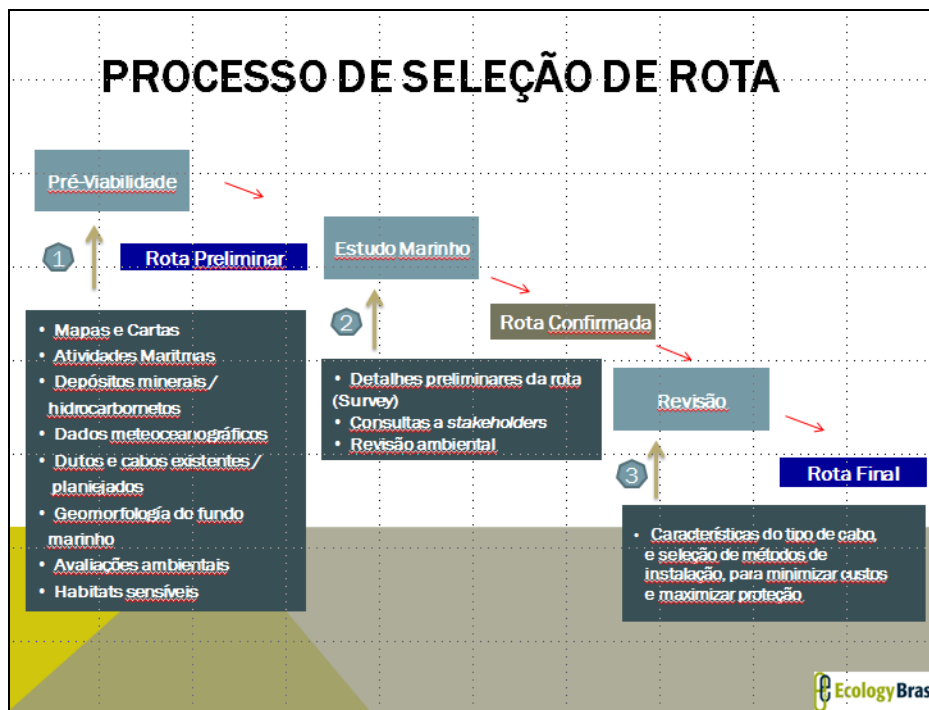 PROCESSO DE SELEÇÃO DE ROTA
Pré-Viabilidade
1
Rota Preliminar
• Mapas e Cartas
• Atividades Maritmas
• Depósitos minerais /
hidrocarbornetos
• Dados meteoceanográficos
• Dutos e cabos existentes /
planiejados
• Geomorfología do fundo
marinho
• Avaliações ambientais
• Habitats sensíveis
Estudo Marinho
2
Rota Confirmada
• Detalhes preliminares da rota
(Survey)
• Consultas a stakeholders
• Revisão ambiental
Revisão
3
Rota Final
• Características do tipo de cabo,
e seleção de métodos de
instalação, para minimizar custos
e maximizar proteção
Ecology Bras